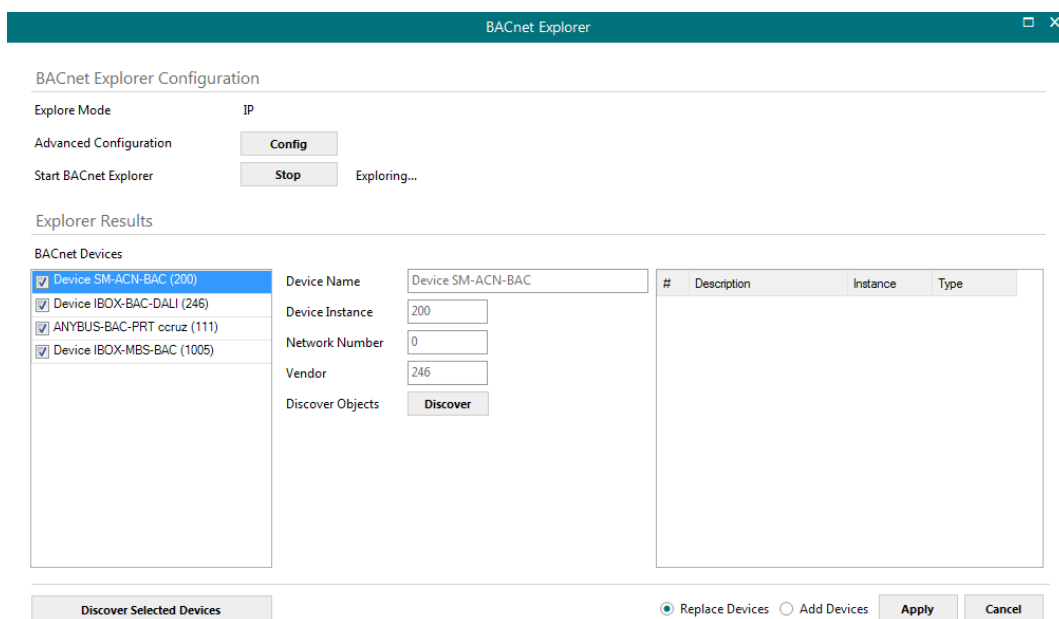 BACnet Explorer
BACnet Explorer Configuration
Explore Mode IP
Advanced Configuration Config
Start BACnet Explorer Stop Exploring...
Explorer Results
BACnet Devices
Device SM-ACN-BAC (200)
Device IBOX-BAC-DALI (246)
ANYBUS-BAC-PRT ccruz (111)
Device IBOX-MBS-BAC (1005)
Device Name Device SM-ACN-BAC
Device Instance 200
Network Number 0
Vendor 246
Discover Objects Discover
# Description Instance Type
Discover Selected Devices Replace Devices Add Devices Apply Cancel